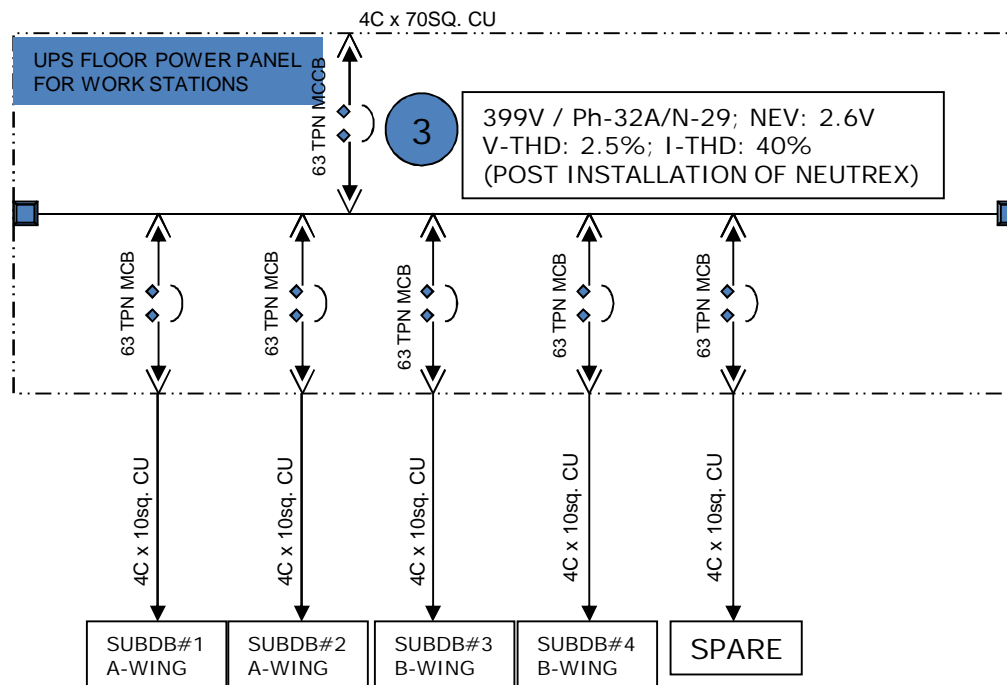 4C x 70SQ. CU
UPS FLOOR POWER PANEL
FOR WORK STATIONS
63 TPN MCCB
3
399V / Ph-32A/N-29; NEV: 2.6V
V-THD: 2.5%; I-THD: 40%
(POST INSTALLATION OF NEUTREX)
63 TPN MCB
63 TPN MCB
63 TPN MCB
63 TPN MCB
63 TPN MCB
4C x 10sq. CU
4C x 10sq. CU
4C x 10sq. CU
4C x 10sq. CU
4C x 10sq. CU
SUBDB#1
A-WING
SUBDB#2
A-WING
SUBDB#3
B-WING
SUBDB#4
B-WING
SPARE